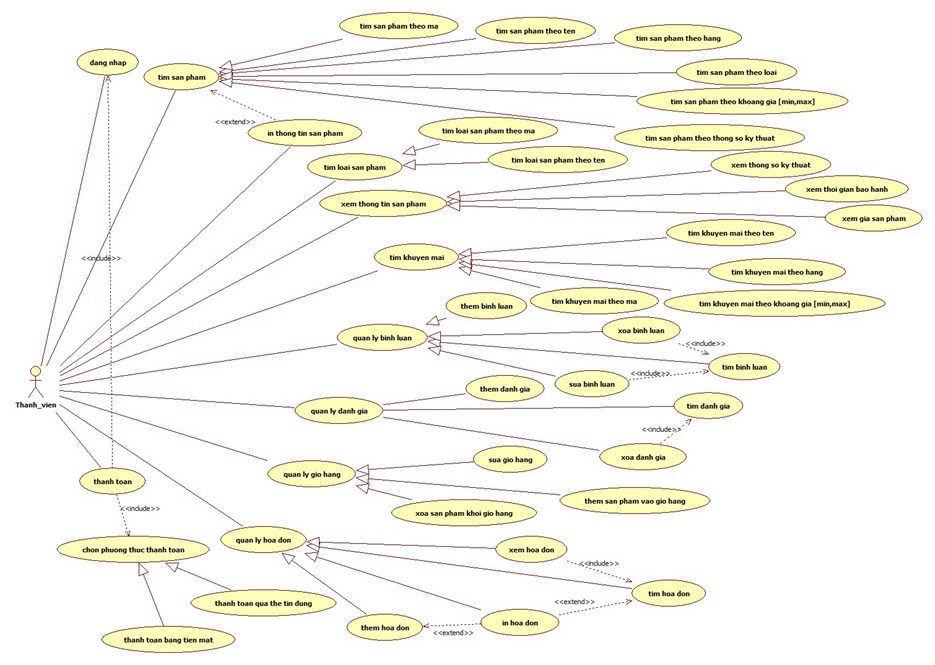 tim san pham theo ma
tim san pham theo ten
tim san pham theo hang
dang nhap
tim san pham
tim san pham theo loai
tim san pham theo khoang gia [min,max]
<<extend>>
in thong tin san pham
tim loai san pham theo ma
tim san pham theo thong so ky thuat
tim loai san pham
tim loai san pham theo ten
xem thong so ky thuat
xem thoi gian bao hanh
xem thong tin san pham
xem gia san pham
tim khuyen mai theo ten
<<include>>
tim khuyen mai
tim khuyen mai theo hang
tim khuyen mai theo ma
tim khuyen mai theo khoang gia [min,max]
them binh luan
quan ly binh luan
xoa binh luan
<<include>>
tim binh luan
<<include>>
sua binh luan
them danh gia
Thanh_vien
quan ly danh gia
tim danh gia
<<include>>
xoa danh gia
sua gio hang
quan ly gio hang
thanh toan
them san pham vao gio hang
<<include>>
xoa san pham khoi gio hang
quan ly hoa don
chon phuong thuc thanh toan
xem hoa don
<<include>>
tim hoa don
thanh toan qua the tin dung
<<extend>>
them hoa don
<<extend>>
in hoa don
thanh toan bang tien mat